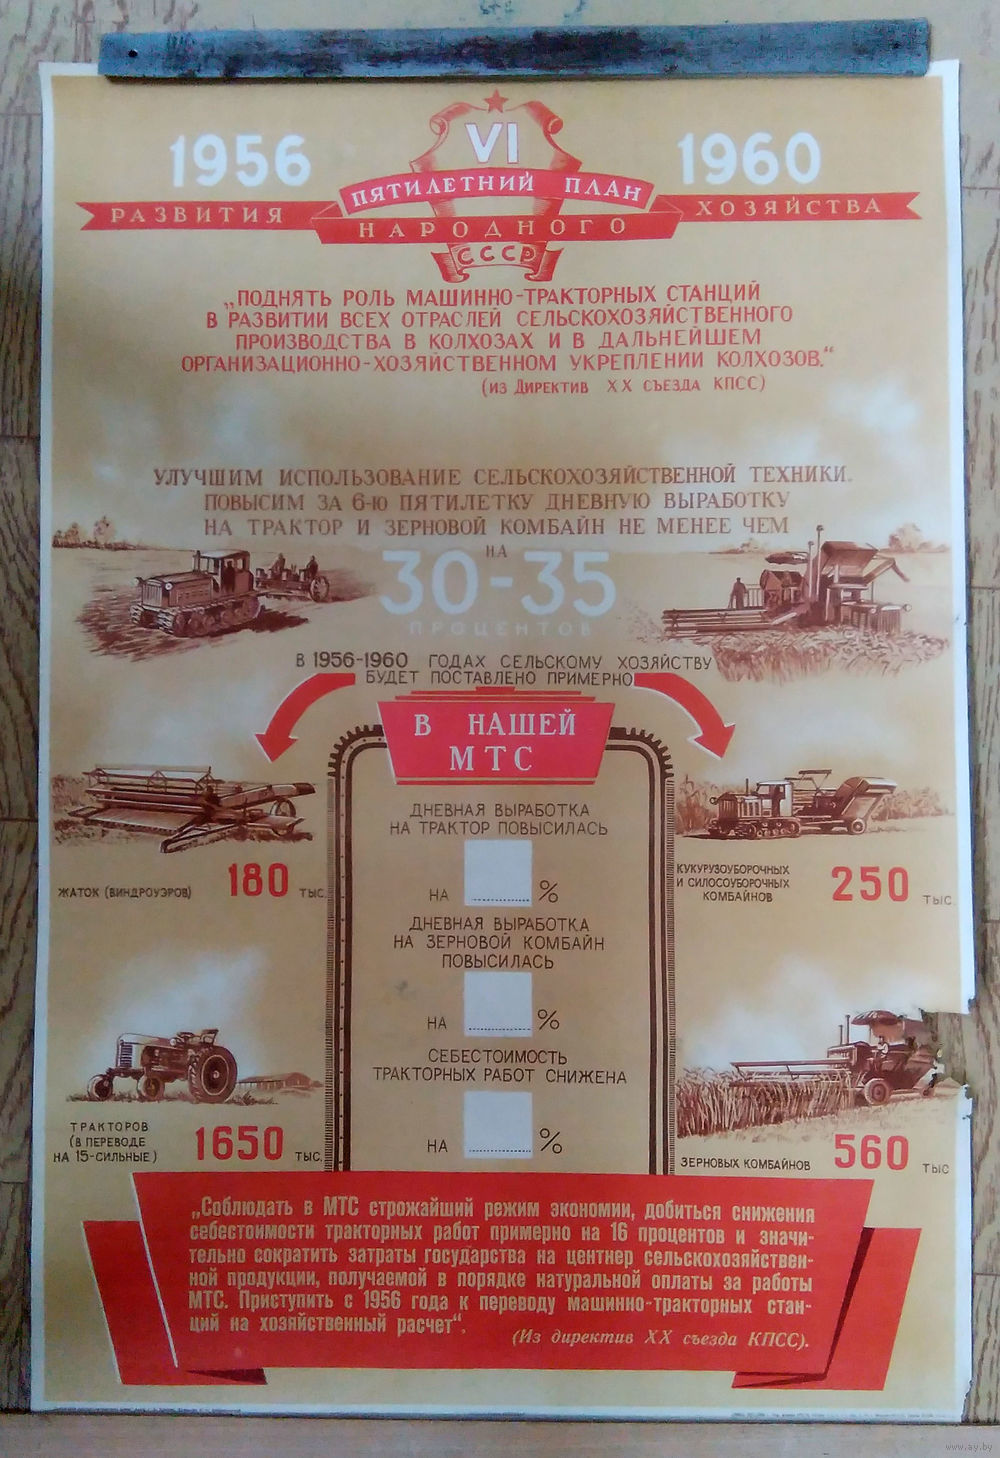 1956
VI
1960
ПЯТИЛЕТНИЙ ПЛАН
РАЗВИТИЯ
НАРОДНОГО
ХОЗЯЙСТВА
СССР
„ПОДНЯТЬ РОЛЬ МАШИННО-ТРАКТОРНЫХ СТАНЦИЙ
В РАЗВИТИИ ВСЕХ ОТРАСЛЕЙ СЕЛЬСКОХОЗЯЙСТВЕННОГО
ПРОИЗВОДСТВА В КОЛХОЗАХ И В ДАЛЬНЕЙШЕМ
ОРГАНИЗАЦИОННО-ХОЗЯЙСТВЕННОМ УКРЕПЛЕНИИ КОЛХОЗОВ.“
(ИЗ ДИРЕКТИВ XX СЪЕЗДА КПСС)
УЛУЧШИМ ИСПОЛЬЗОВАНИЕ СЕЛЬСКОХОЗЯЙСТВЕННОЙ ТЕХНИКИ.
ПОВЫСИМ ЗА 6-Ю ПЯТИЛЕТКУ ДНЕВНУЮ ВЫРАБОТКУ
НА ТРАКТОР И ЗЕРНОВОЙ КОМБАЙН НЕ МЕНЕЕ ЧЕМ
НА
30-35
ПРОЦЕНТОВ
В 1956-1960 ГОДАХ СЕЛЬСКОМУ ХОЗЯЙСТВУ
БУДЕТ ПОСТАВЛЕНО ПРИМЕРНО
В НАШЕЙ
МТС
ДНЕВНАЯ ВЫРАБОТКА
НА ТРАКТОР ПОВЫСИЛАСЬ
НА %
ДНЕВНАЯ ВЫРАБОТКА
НА ЗЕРНОВОЙ КОМБАЙН
ПОВЫСИЛАСЬ
НА %
СЕБЕСТОИМОСТЬ
ТРАКТОРНЫХ РАБОТ СНИЖЕНА
НА %
ЖАТОК (ВИНДРОУЭРОВ) 180 ТЫС.
КУКУРУЗОУБОРОЧНЫХ
И СИЛОСОУБОРОЧНЫХ
КОМБАЙНОВ
250 ТЫС.
ТРАКТОРОВ
(В ПЕРЕВОДЕ
НА 15-СИЛЬНЫЕ)
1650 ТЫС.
ЗЕРНОВЫХ КОМБАЙНОВ 560 ТЫС
„Соблюдать в МТС строжайший режим экономии, добиться снижения
себестоимости тракторных работ примерно на 16 процентов и значи-
тельно сократить затраты государства на центнер сельскохозяйствен-
ной продукции, получаемой в порядке натуральной оплаты за работы
МТС. Приступить с 1956 года к переводу машинно-тракторных стан-
ций на хозяйственный расчет“.
(Из директив XX съезда КПСС).
www.ay.by